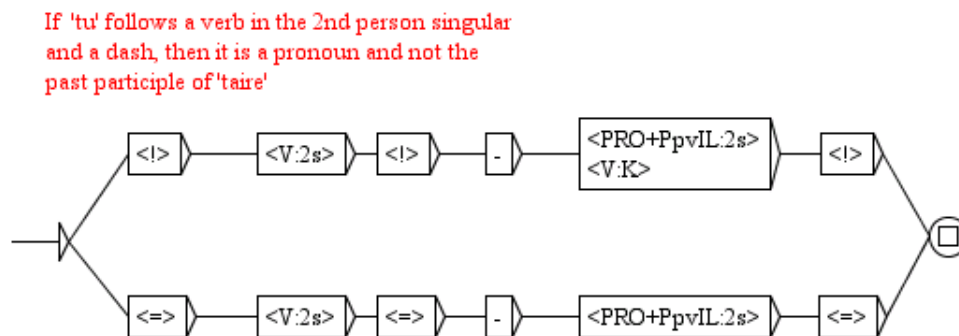 If 'tu' follows a verb in the 2nd person singular
and a dash, then it is a pronoun and not the
past participle of 'taire'
<!> <V:2s> <!> - <PRO+PpvIL:2s> <!>
<V:K>
<=> <V:2s> <=> - <PRO+PpvIL:2s> <=>